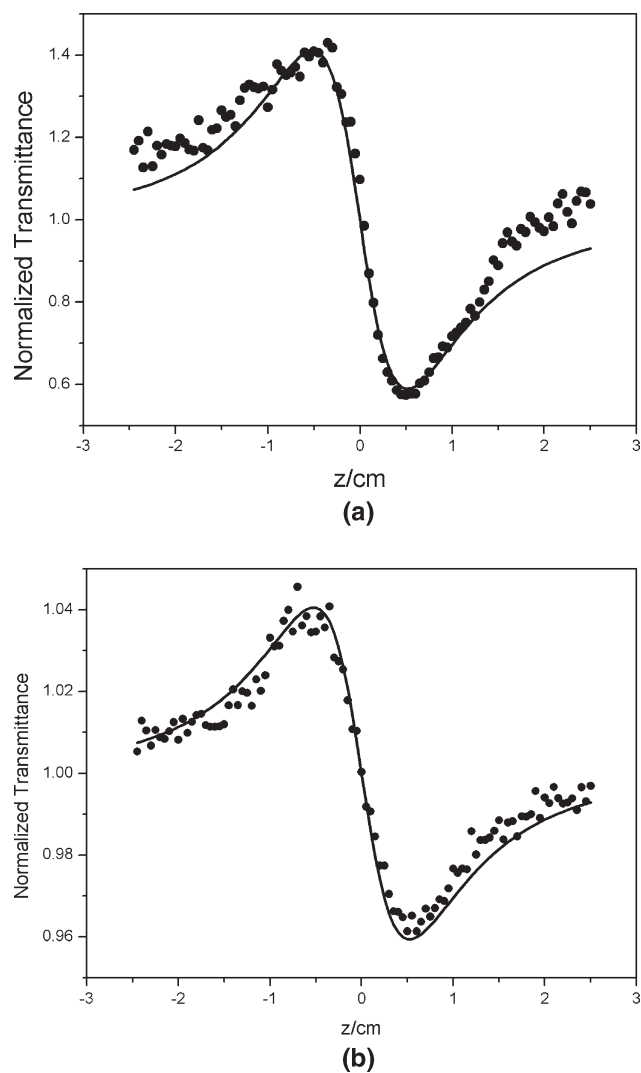 1.4
1.2
1.0
0.8
0.6
Normalized Transmittance
-3 -2 -1 0 1 2 3
z/cm
(a)
1.04
1.02
1.00
0.98
0.96
Normalized Transmittance
-3 -2 -1 0 1 2 3
z/cm
(b)